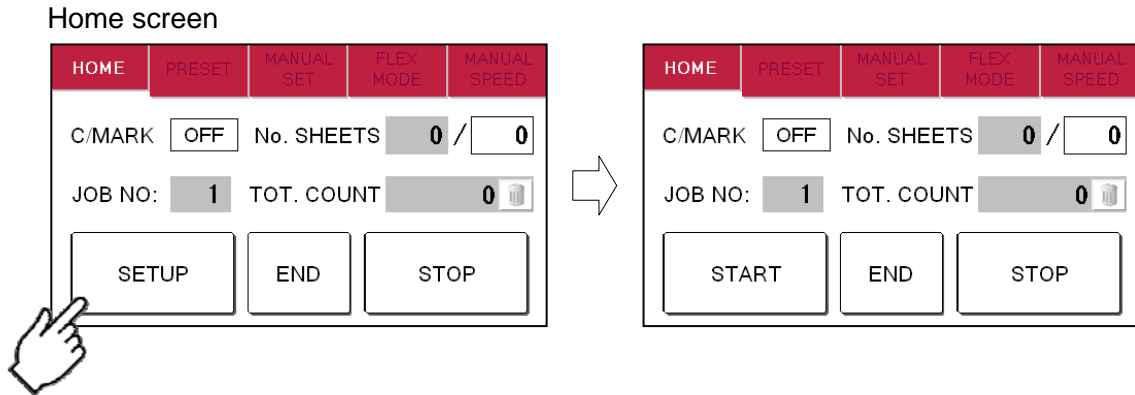 Home screen
HOME PRESET MANUAL SET FLEX MODE MANUAL SPEED
C/MARK OFF No. SHEETS 0 / 0
JOB NO: 1 TOT. COUNT 0
SETUP END STOP
HOME PRESET MANUAL SET FLEX MODE MANUAL SPEED
C/MARK OFF No. SHEETS 0 / 0
JOB NO: 1 TOT. COUNT 0
START END STOP